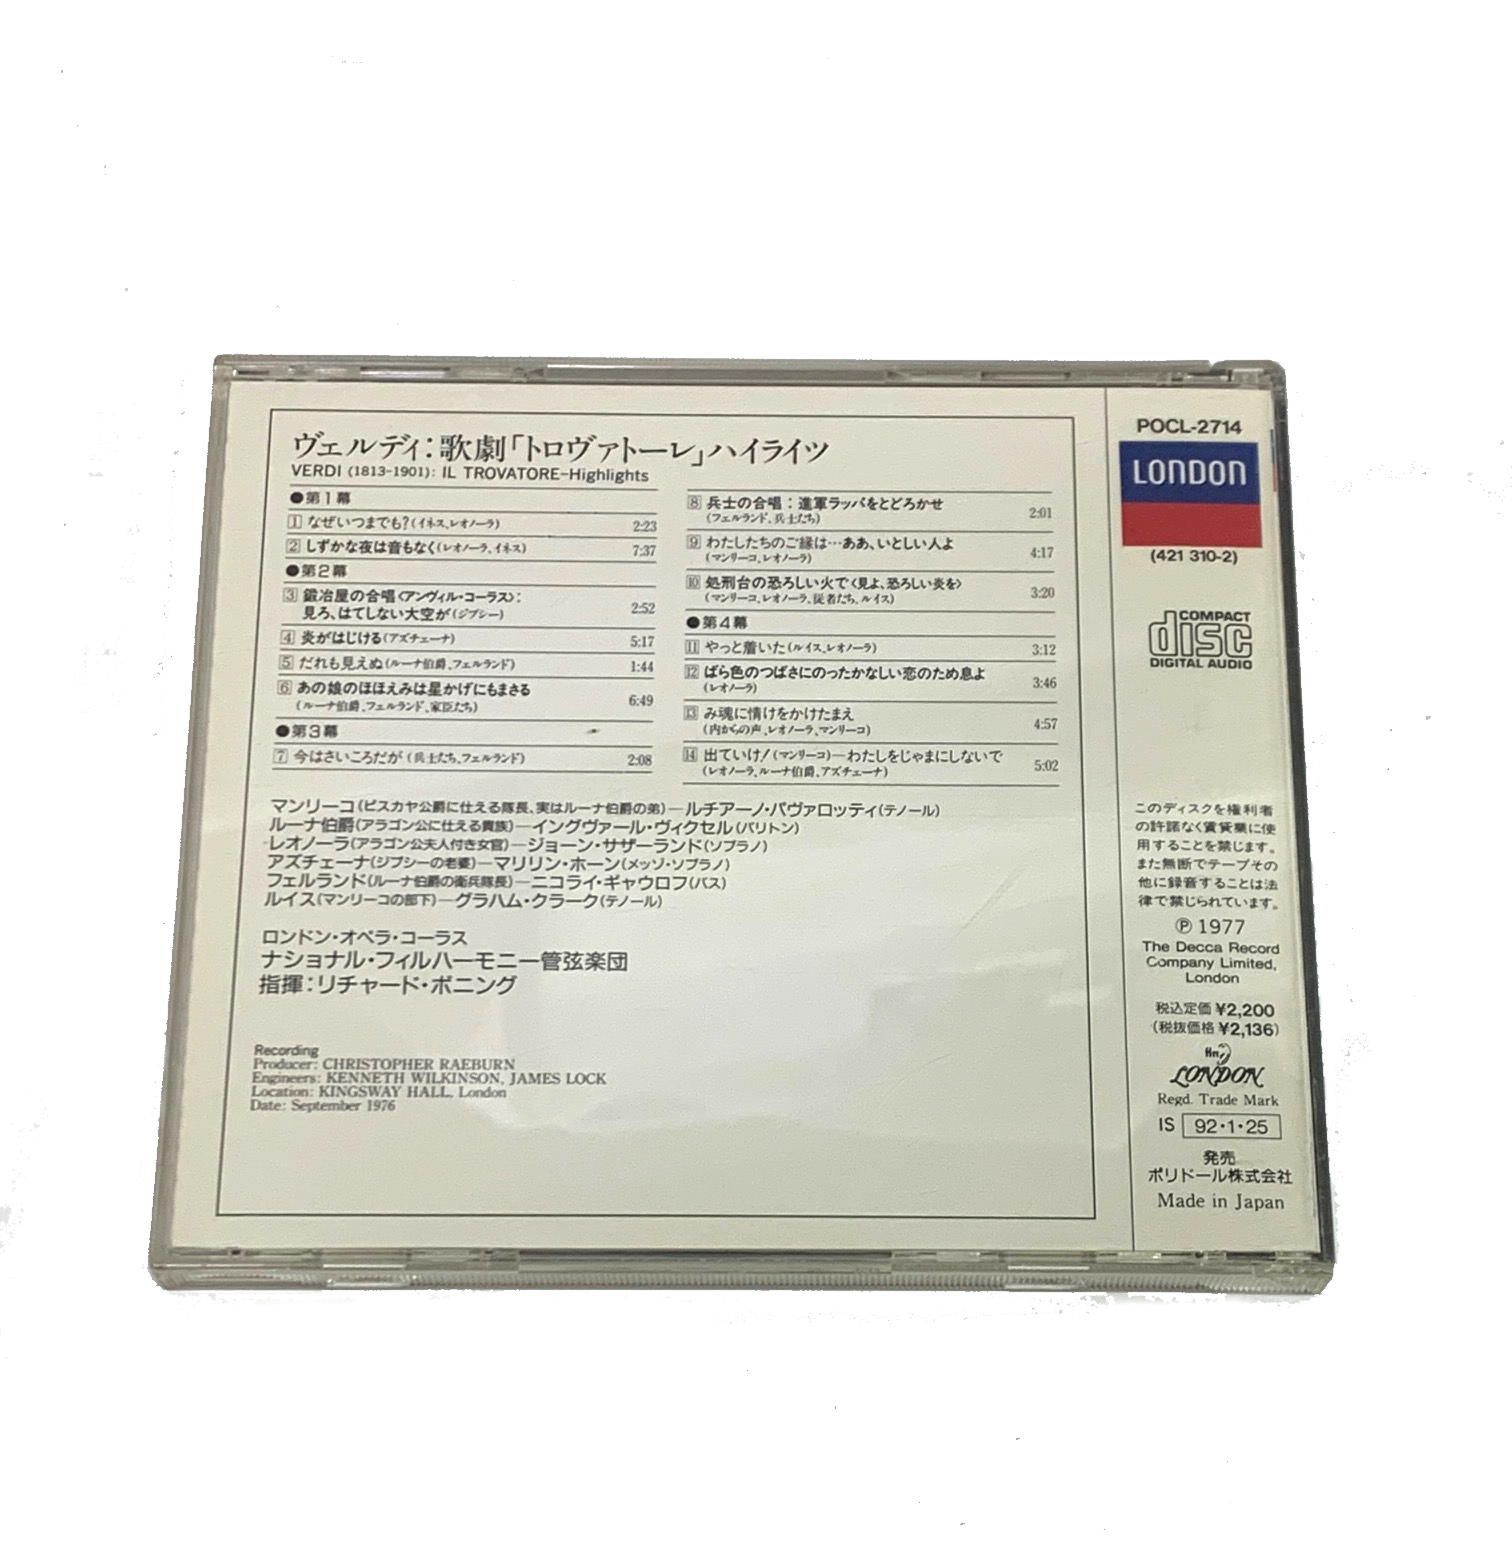 ヴェルディ:歌劇「トロヴァトーレ」ハイライツ
VERDI (1813-1901): IL TROVATORE-Highlights
●第1幕
1 なぜいつまでも?(イネス、レオノーラ) 2:23
2 しずかな夜は音もなく(レオノーラ、イネス) 7:37
●第2幕
3 鍛冶屋の合唱〈アンヴィル・コーラス〉:
見ろ、はてしない大空が(ジプシー) 2:52
4 炎がはじける(アズチェーナ) 5:17
5 だれも見えぬ(ルーナ伯爵、フェルランド) 1:44
6 あの娘のほほえみは星かげにもまさる
(ルーナ伯爵、フェルランド、家臣たち) 6:49
●第3幕
7 今はさいころだが(兵士たち、フェルランド) 2:08
8 兵士の合唱:進軍ラッパをとどろかせ
(フェルランド、兵士たち) 2:01
9 わたしたちのご縁は…ああ、いとしい人よ
(マンリーコ、レオノーラ) 4:17
10 処刑台の恐ろしい火で〈見よ、恐ろしい炎を〉
(マンリーコ、レオノーラ、従者たち、ルイス) 3:20
●第4幕
11 やっと着いた(ルイス、レオノーラ) 3:12
12 ばら色のつばさにのったかなしい恋のため息よ
(レオノーラ) 3:46
13 み魂に情けをかけたまえ
(内からの声、レオノーラ、マンリーコ) 4:57
14 出ていけ!(マンリーコ)―わたしをじゃまにしないで
(レオノーラ、ルーナ伯爵、アズチェーナ) 5:02
マンリーコ(ビスカヤ公爵に仕える隊長、実はルーナ伯爵の弟)―ルチアーノ・パヴァロッティ(テノール)
ルーナ伯爵(アラゴン公に仕える貴族)―イングヴァール・ヴィクセル(バリトン)
レオノーラ(アラゴン公夫人付き女官)―ジョーン・サザーランド(ソプラノ)
アズチェーナ(ジプシーの老婆)―マリリン・ホーン(メッゾ・ソプラノ)
フェルランド(ルーナ伯爵の衛兵隊長)―ニコライ・ギャウロフ(バス)
ルイス(マンリーコの部下)―グラハム・クラーク(テノール)
ロンドン・オペラ・コーラス
ナショナル・フィルハーモニー管弦楽団
指揮:リチャード・ボニング
Recording
Producer: CHRISTOPHER RAEBURN
Engineers: KENNETH WILKINSON, JAMES LOCK
Location: KINGSWAY HALL, London
Date: September 1976
POCL-2714
LONDON
(421 310-2)
COMPACT
disc
DIGITAL AUDIO
このディスクを権利者
の許諾なく賃貸業に使
用することを禁じます。
また無断でテープその
他に録音することは法
律で禁じられています。
Ⓟ 1977
The Decca Record
Company Limited,
London
税込定価 ¥2,200
(税抜価格 ¥2,136)
ffrr
LONDON
Regd. Trade Mark
IS 92・1・25
発売
ポリドール株式会社
Made in Japan